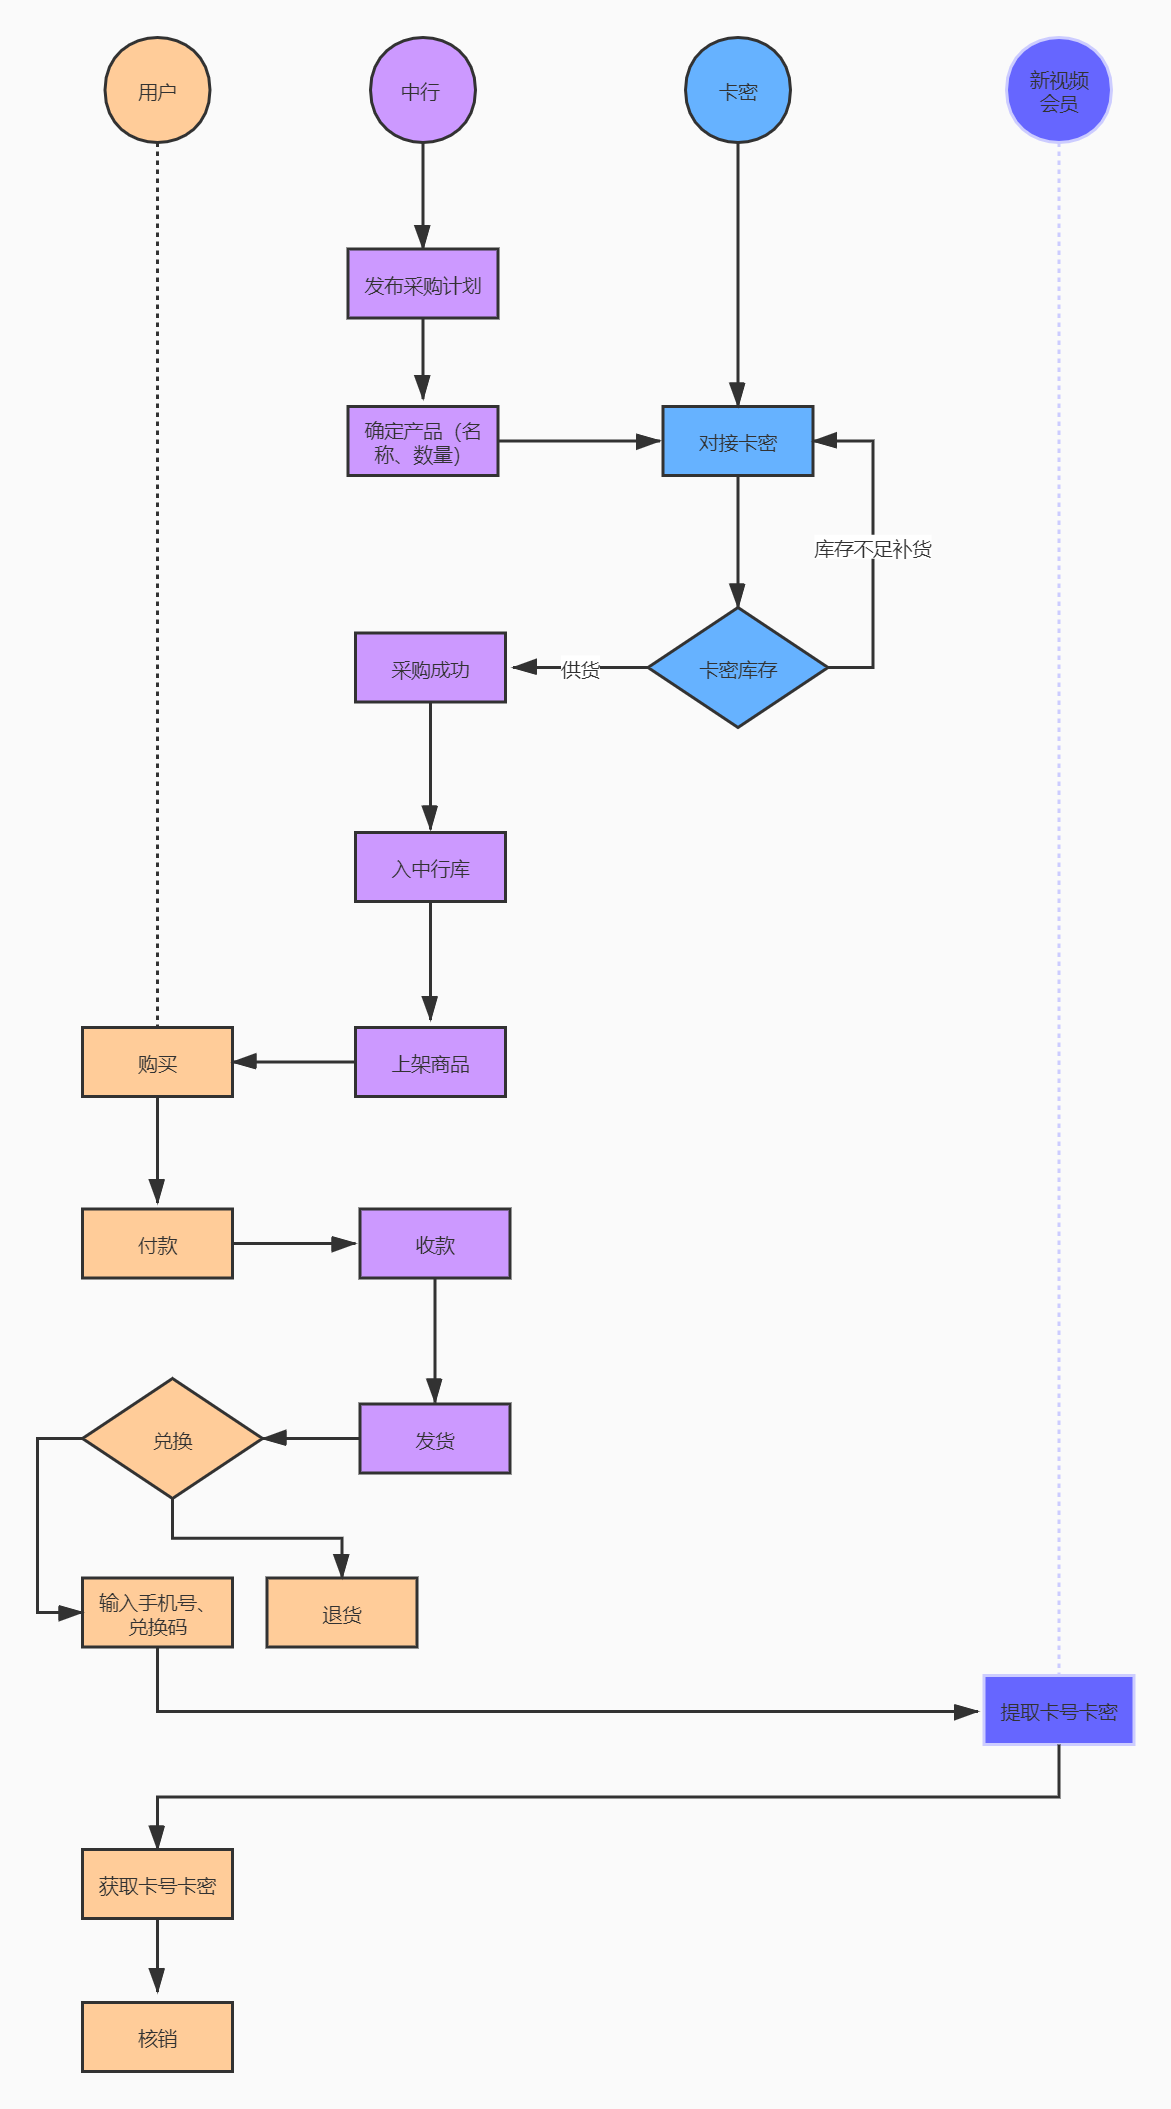 用户
中行
卡密
新视频
会员
发布采购计划
确定产品（名
称、数量）
对接卡密
库存不足补货
采购成功
供货
卡密库存
入中行库
购买
上架商品
付款
收款
兑换
发货
输入手机号、
兑换码
退货
提取卡号卡密
获取卡号卡密
核销